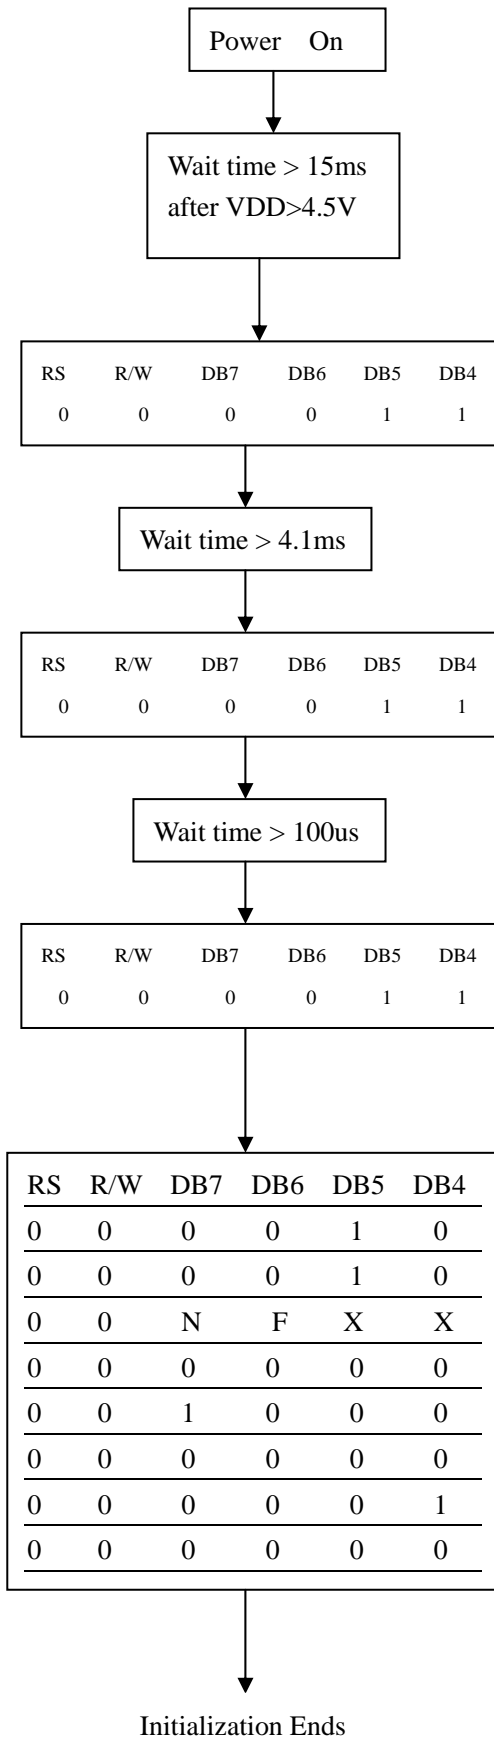 Power On
Wait time > 15ms
after VDD>4.5V
RS R/W DB7 DB6 DB5 DB4
0 0 0 0 1 1
Wait time > 4.1ms
RS R/W DB7 DB6 DB5 DB4
0 0 0 0 1 1
Wait time > 100us
RS R/W DB7 DB6 DB5 DB4
0 0 0 0 1 1
RS R/W DB7 DB6 DB5 DB4
0 0 0 0 1 0
0 0 0 0 1 0
0 0 N F X X
0 0 0 0 0 0
0 0 1 0 0 0
0 0 0 0 0 0
0 0 0 0 0 1
0 0 0 0 0 0
Initialization Ends